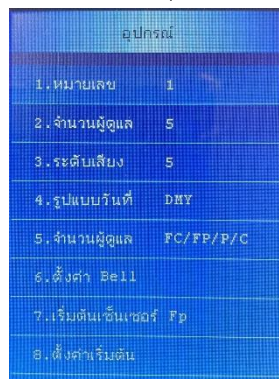 อุปกรณ์
1.หมายเลข 1
2.จำนวนผู้ดูแล 5
3.ระดับเสียง 5
4.รูปแบบวันที่ DMY
5.จำนวนผู้ดูแล FC/FP/P/C
6.ตั้งค่า Bell
7.เริ่มต้นเซ็นเซอร์ Fp
8.ตั้งค่าเริ่มต้น